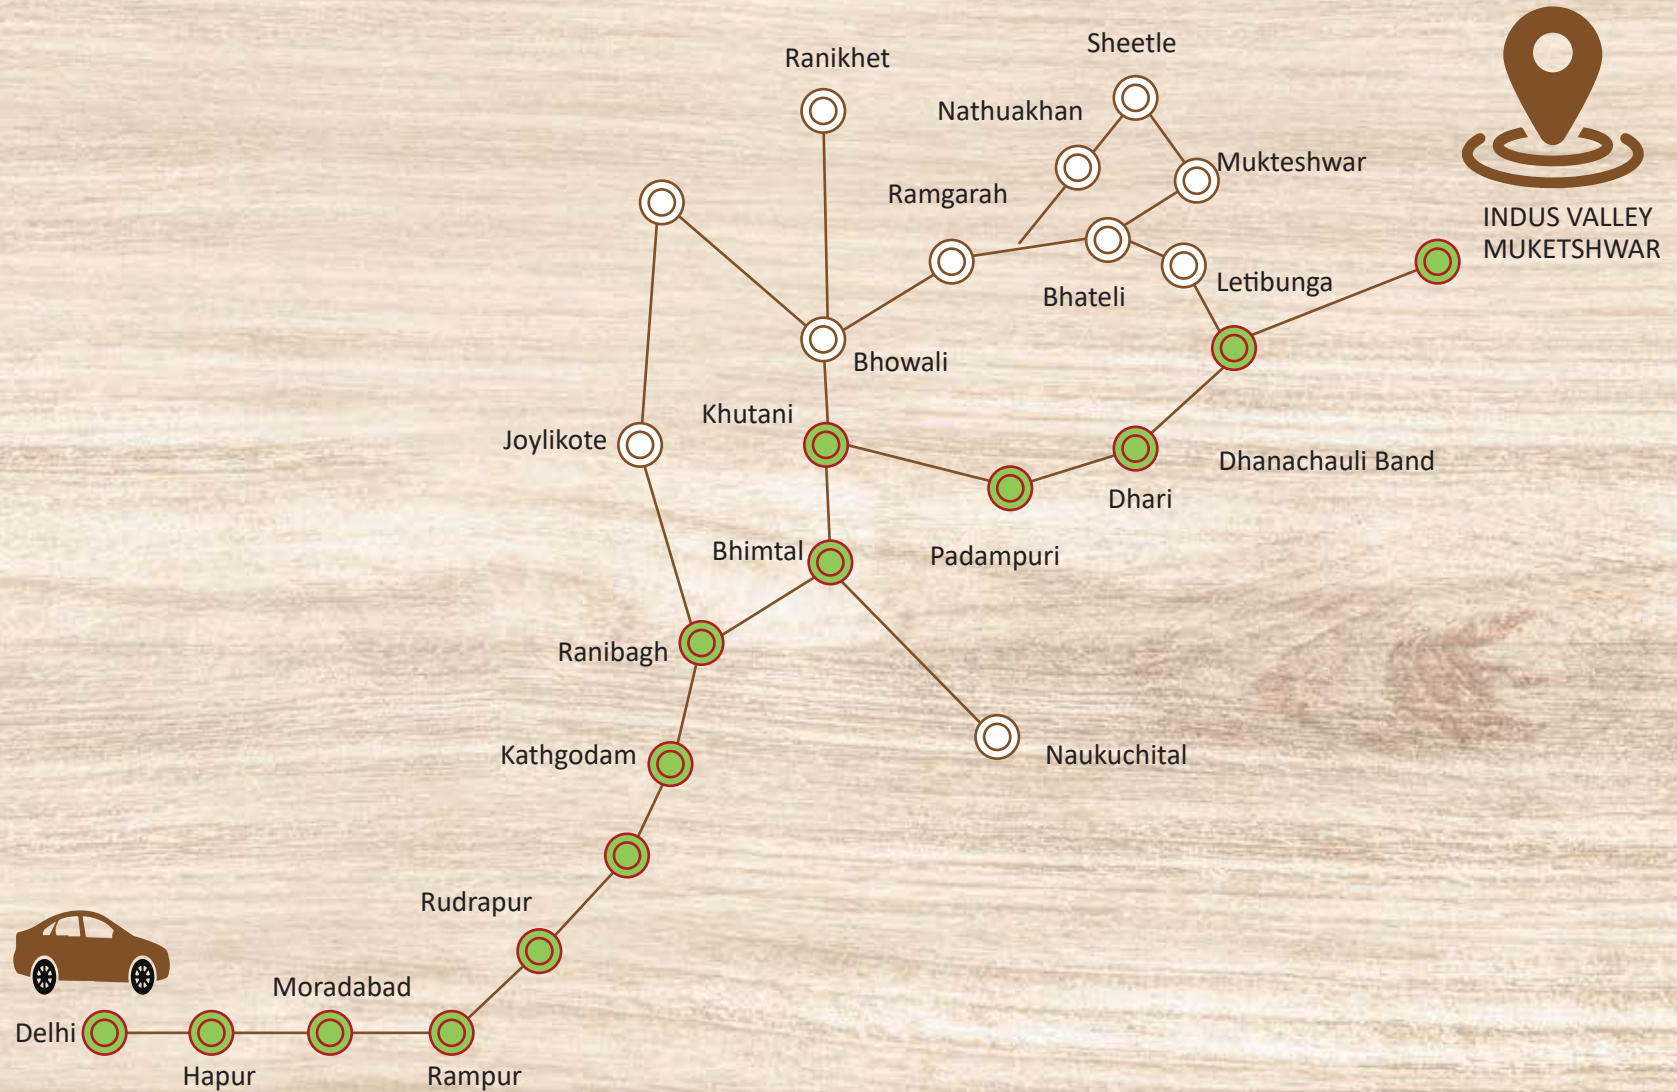 Sheetle
Ranikhet
Nathuakhan
Mukteshwar
Ramgarah
INDUS VALLEY
MUKETSHWAR
Letibunga
Bhateli
Bhowali
Khutani
Joylikote
Dhanachauli Band
Dhari
Bhimtal
Padampuri
Ranibagh
Kathgodam
Naukuchital
Rudrapur
Moradabad
Delhi
Hapur
Rampur